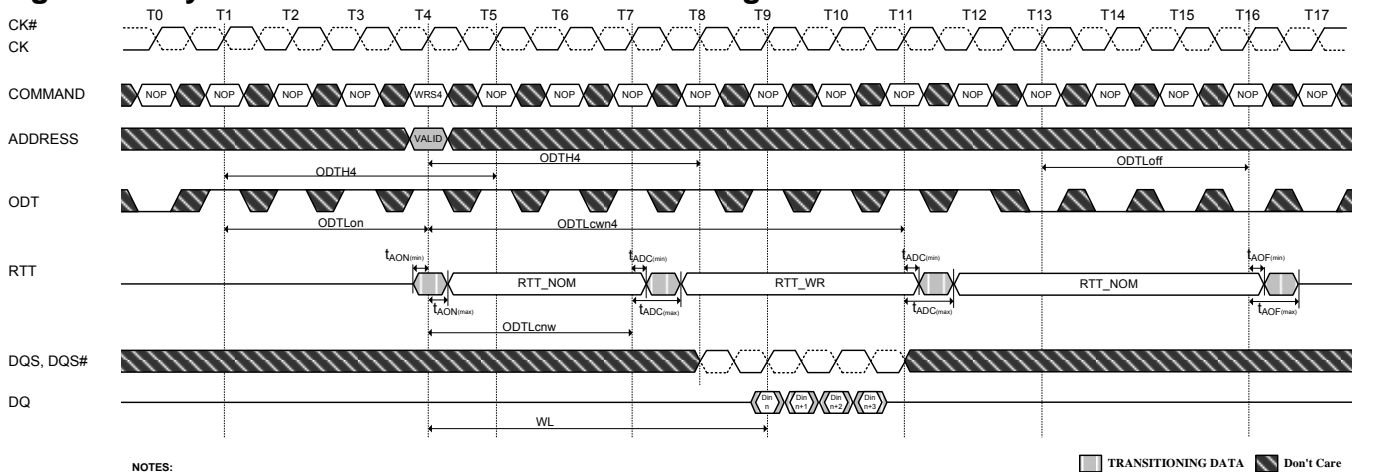 T0 T1 T2 T3 T4 T5 T6 T7 T8 T9 T10 T11 T12 T13 T14 T15 T16 T17
CK#
CK
COMMAND NOP NOP NOP NOP WRS4 NOP NOP NOP NOP NOP NOP NOP NOP NOP NOP NOP NOP NOP
ADDRESS VALID
ODTH4 ODTLoff
ODTH4
ODT
ODTLon ODTLcwn4
tAON(min) tADC(min) tADC(min) tAOF(min)
RTT
RTT_NOM RTT_WR RTT_NOM
tAON(max) tADC(max) tADC(max) tAOF(max)
ODTLcnw
DQS, DQS#
DQ Din n Din n+1 Din n+2 Din n+3
WL
TRANSITIONING DATA Don't Care
NOTES: